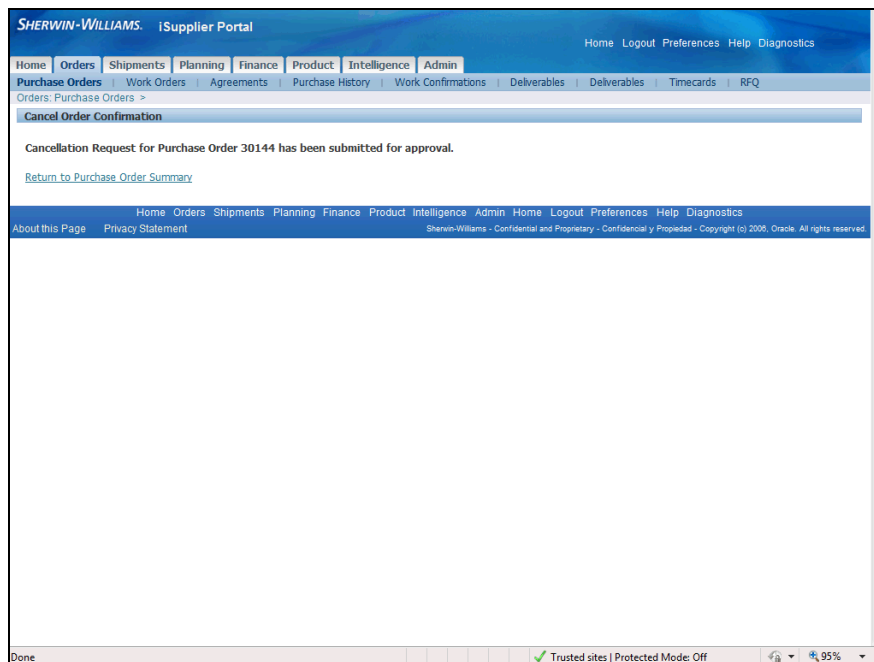 SHERWIN-WILLIAMS. iSupplier Portal
Home Logout Preferences Help Diagnostics
Home Orders Shipments Planning Finance Product Intelligence Admin
Purchase Orders | Work Orders | Agreements | Purchase History | Work Confirmations | Deliverables | Deliverables | Timecards | RFQ
Orders: Purchase Orders >
Cancel Order Confirmation
Cancellation Request for Purchase Order 30144 has been submitted for approval.
Return to Purchase Order Summary
Home Orders Shipments Planning Finance Product Intelligence Admin Home Logout Preferences Help Diagnostics
About this Page Privacy Statement Sherwin-Williams - Confidential and Proprietary - Confidencial y Propiedad - Copyright (c) 2006, Oracle. All rights reserved.
Done Trusted sites | Protected Mode: Off 95%